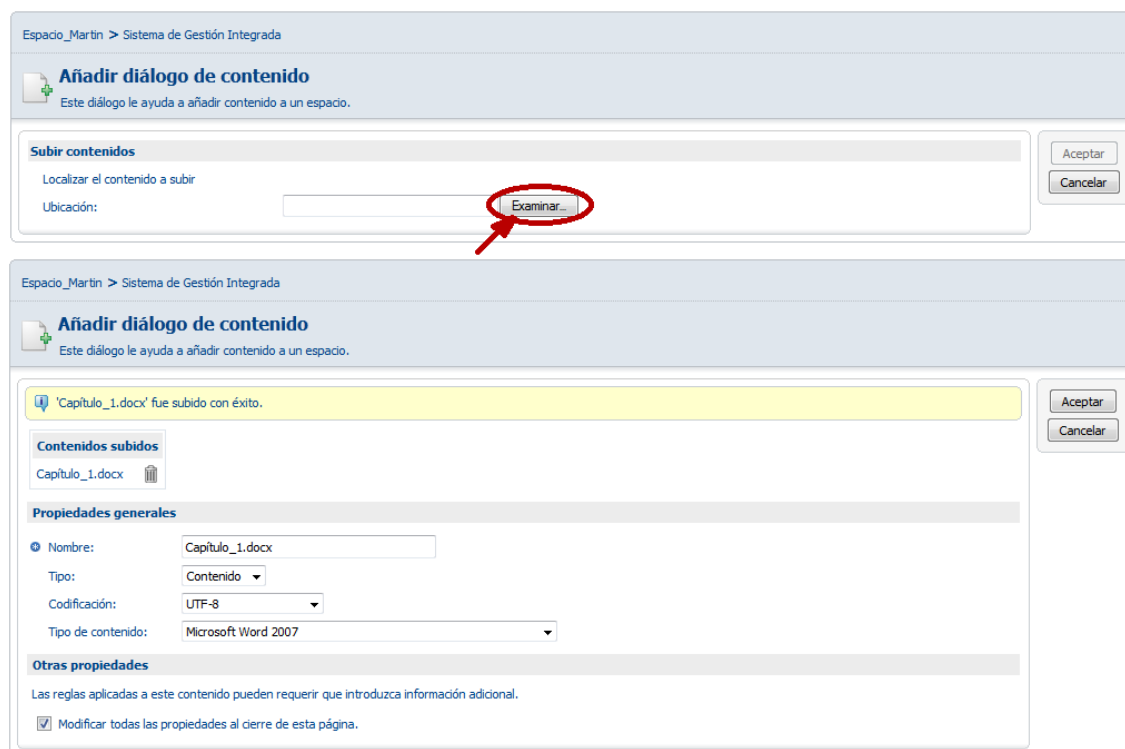 Espacio_Martin > Sistema de Gestión Integrada
Añadir diálogo de contenido
Este diálogo le ayuda a añadir contenido a un espacio.
Subir contenidos
Aceptar
Localizar el contenido a subir
Cancelar
Ubicación:
Examinar...
Espacio_Martin > Sistema de Gestión Integrada
Añadir diálogo de contenido
Este diálogo le ayuda a añadir contenido a un espacio.
'Capítulo_1.docx' fue subido con éxito.
Aceptar
Cancelar
Contenidos subidos
Capítulo_1.docx
Propiedades generales
Nombre: Capítulo_1.docx
Tipo: Contenido
Codificación: UTF-8
Tipo de contenido: Microsoft Word 2007
Otras propiedades
Las reglas aplicadas a este contenido pueden requerir que introduzca información adicional.
Modificar todas las propiedades al cierre de esta página.